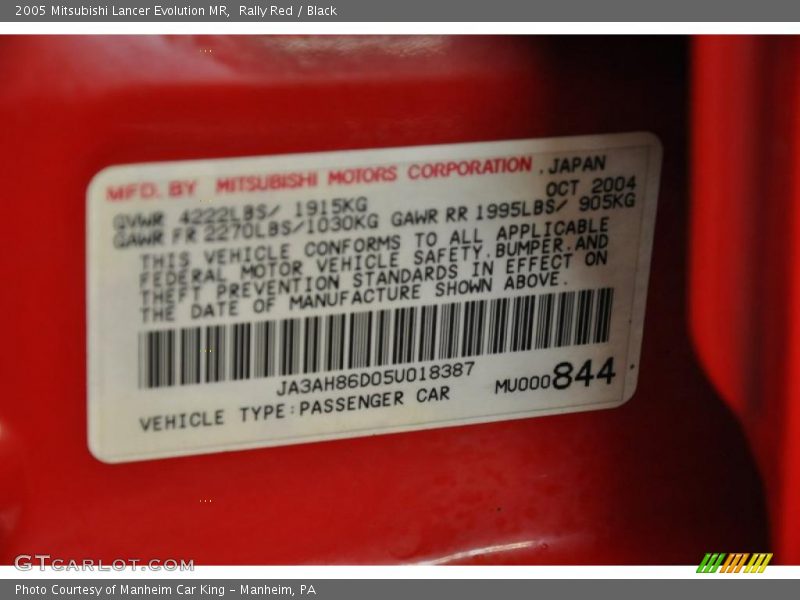 2005 Mitsubishi Lancer Evolution MR, Rally Red / Black
MFD. BY MITSUBISHI MOTORS CORPORATION, JAPAN
OCT 2004
GVWR 4222LBS/ 1915KG
GAWR FR 2270LBS/1030KG GAWR RR 1995LBS/ 905KG
THIS VEHICLE CONFORMS TO ALL APPLICABLE
FEDERAL MOTOR VEHICLE SAFETY.BUMPER.AND
THEFT PREVENTION STANDARDS IN EFFECT ON
THE DATE OF MANUFACTURE SHOWN ABOVE.
JA3AH86D05U018387
MU000844
VEHICLE TYPE:PASSENGER CAR
GTCARLOT.COM
Photo Courtesy of Manheim Car King – Manheim, PA